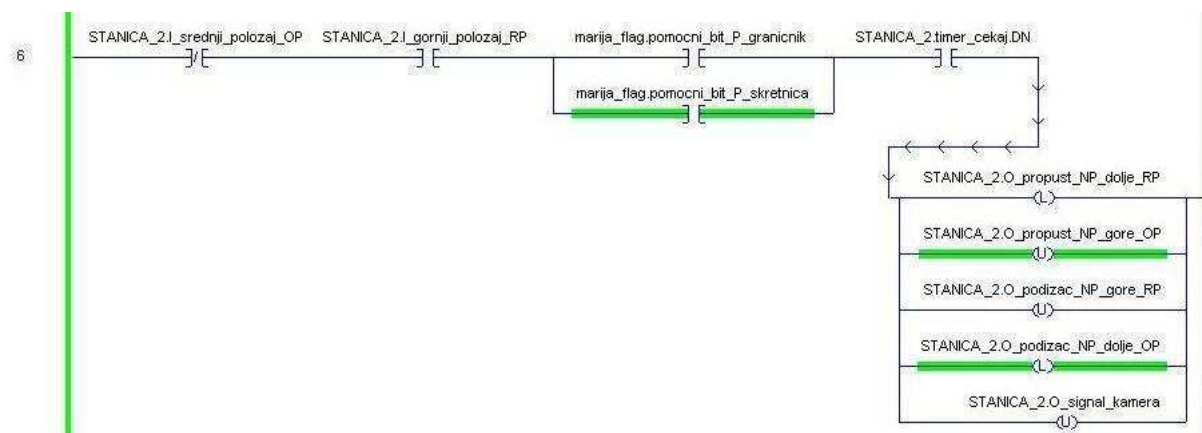 STANICA_2.I_srednji_polozaj_OP STANICA_2.I_gornji_polozaj_RP marija_flag.pomocni_bit_P_granicnik STANICA_2.timer_cekaj.DN
6
marija_flag.pomocni_bit_P_skretnica
STANICA_2.O_propust_NP_dolje_RP
L
STANICA_2.O_propust_NP_gore_OP
U
STANICA_2.O_podizac_NP_gore_RP
U
STANICA_2.O_podizac_NP_dolje_OP
L
STANICA_2.O_signal_kamera
U